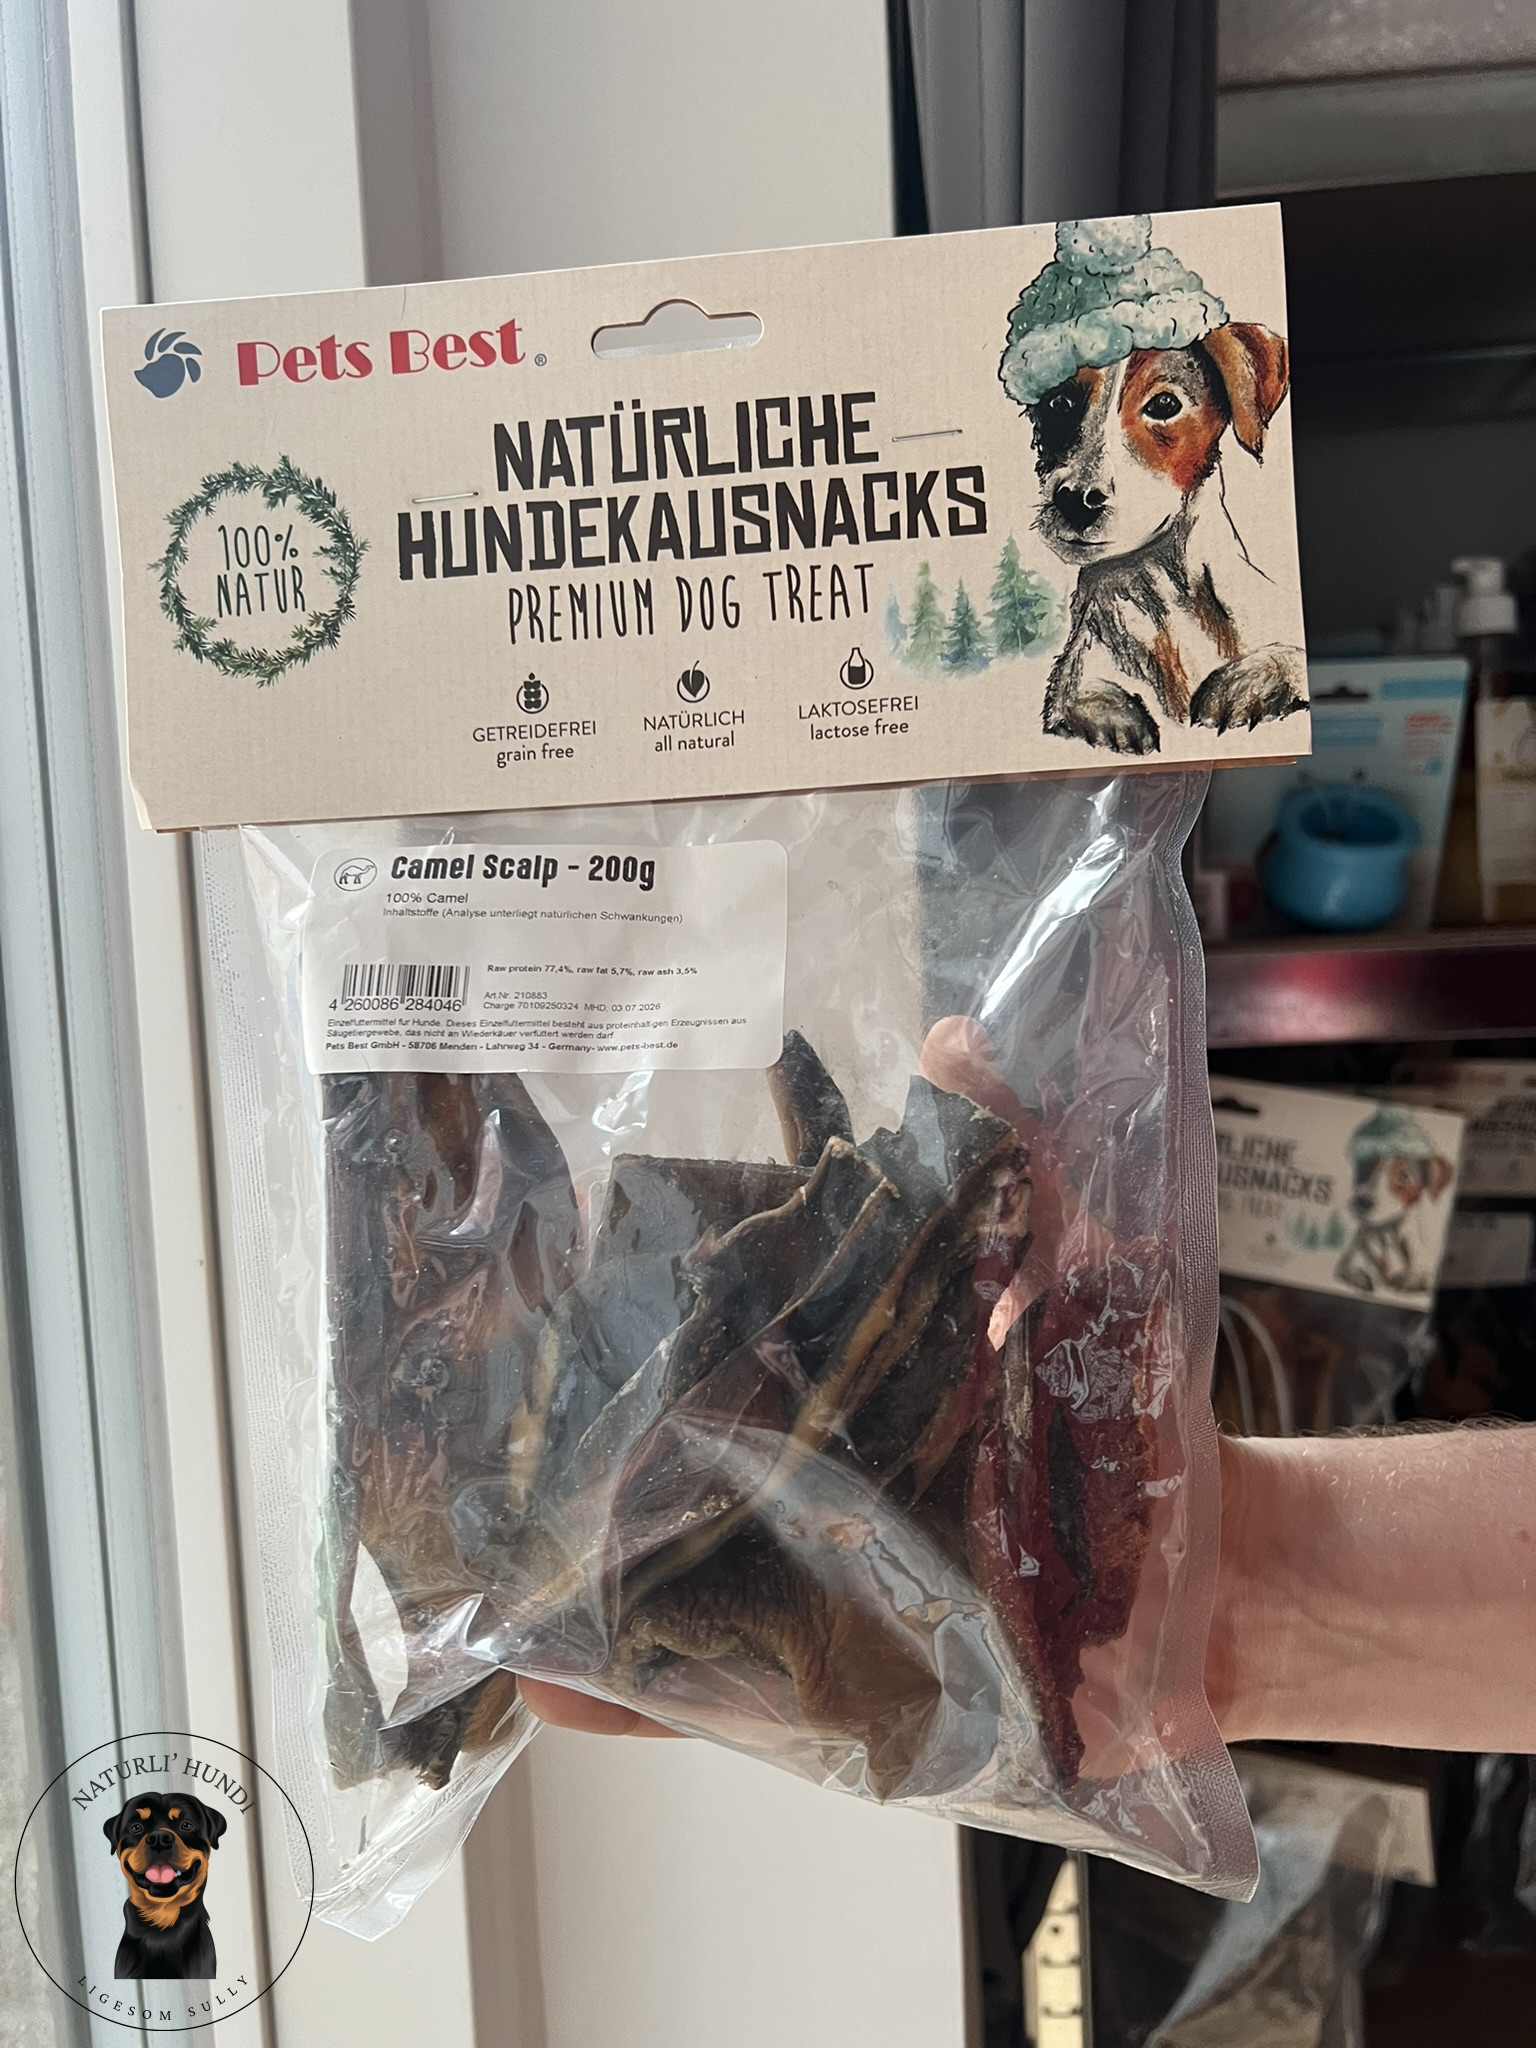 Pets Best®
NATÜRLICHE
HUNDEKAUSNACKS
PREMIUM DOG TREAT
100%
NATUR
GETREIDEFREI
grain free
NATÜRLICH
all natural
LAKTOSEFREI
lactose free
Camel Scalp - 200g
100% Camel
Inhaltstoffe (Analyse unterliegt natürlichen Schwankungen)
Raw protein 77,4%, raw fat 5,7%, raw ash 3,5%
4 260086 284046
Art.Nr. 210883
Charge 70109250324 MHD: 03.07.2026
Einzelfuttermittel für Hunde. Dieses Einzelfuttermittel besteht aus proteinhaltigen Erzeugnissen aus
Säugetiergewebe, das nicht an Wiederkäuer verfüttert werden darf.
Pets Best GmbH - 58706 Menden - Lahrweg 34 - Germany- www.pets-best.de
RLICHE
USNACKS
TREAT
NATURLI' HUNDI
LIGESOM SULLY